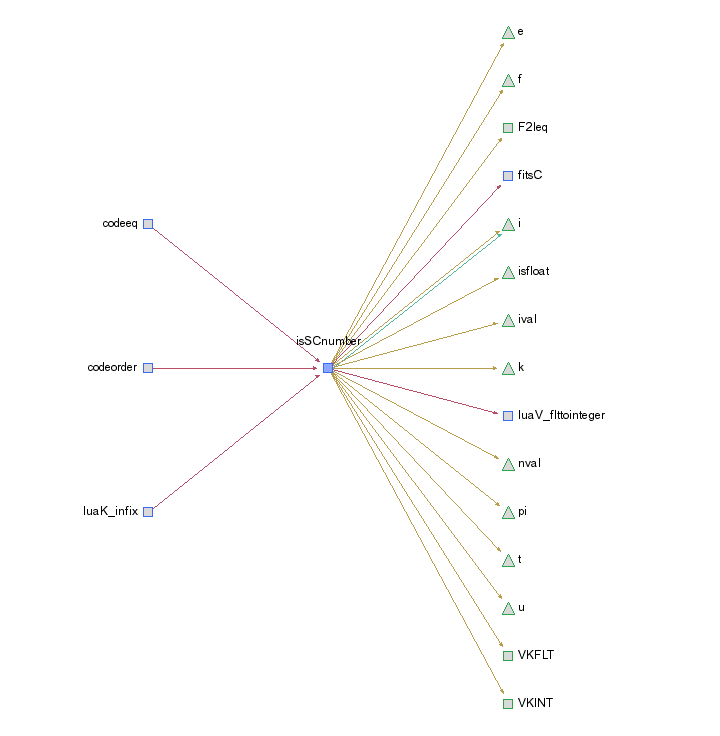 e
f
F2Ieq
fitsC
codeeq
i
isfloat
ival
isSCnumber
codeorder
k
luaV_flttointeger
nval
luaK_infix
pi
t
u
VKFLT
VKINT